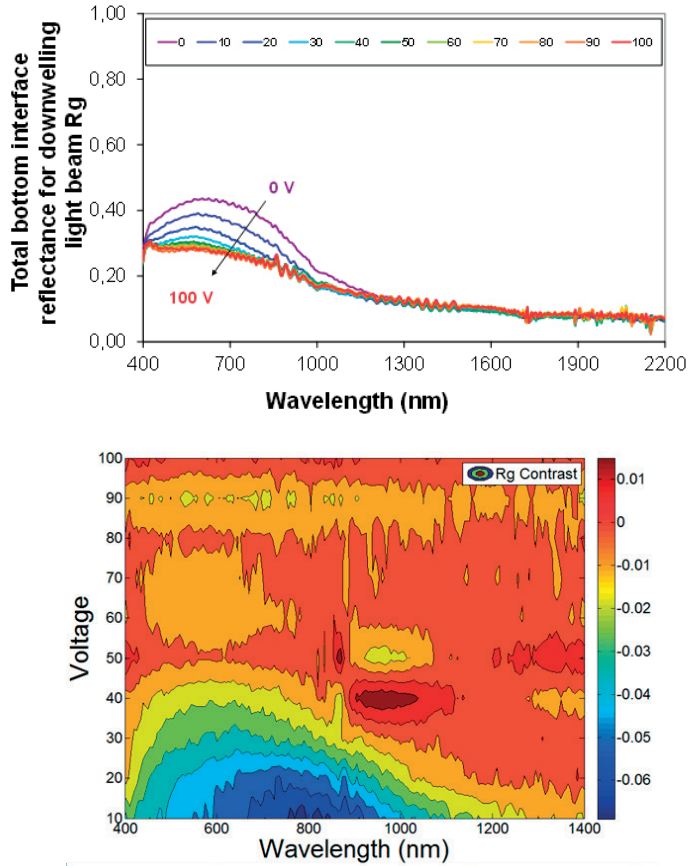 Total bottom interface
reflectance for downwelling
light beam Rg
1,00
0,80
0,60
0,40
0,20
0,00
0 10 20 30 40 50 60 70 80 90 100
0 V
100 V
400 700 1000 1300 1600 1900 2200
Wavelength (nm)
Voltage
100
90
80
70
60
50
40
30
20
10
Rg Contrast
0.01
0
-0.01
-0.02
-0.03
-0.04
-0.05
-0.06
400 600 800 1000 1200 1400
Wavelength (nm)